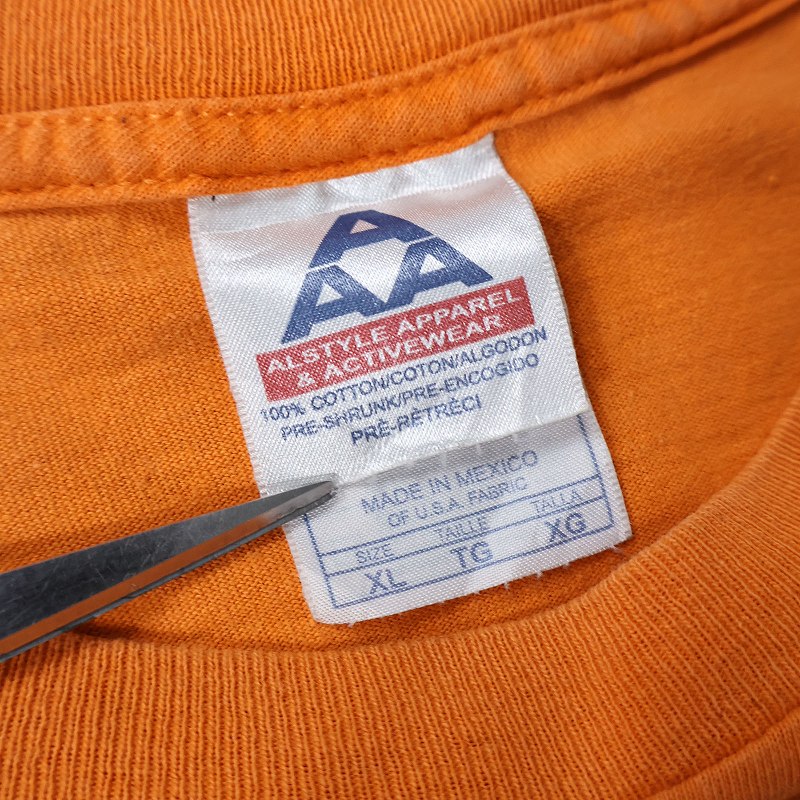 A
AA
ALSTYLE APPAREL
& ACTIVEWEAR
100% COTTON/COTON/ALGODON
PRE-SHRUNK/PRE-ENCOGIDO
PRÉ-RÉTRÉCI
MADE IN MEXICO
OF U.S.A. FABRIC
SIZE TAILLE TALLA
XL TG XG